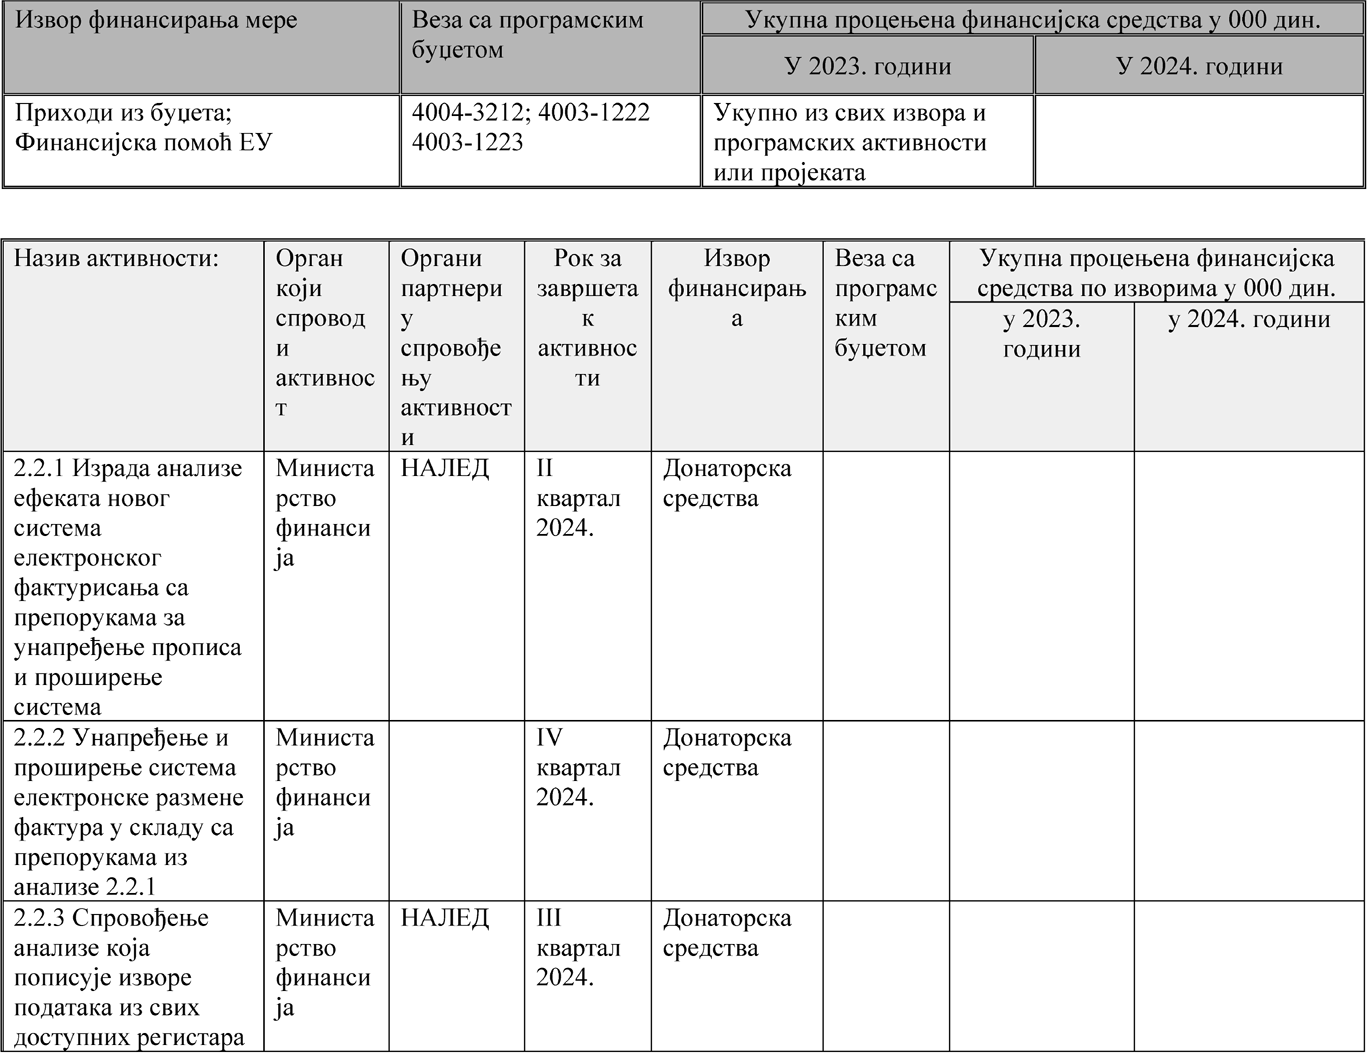 Извор финансирања мере
Веза са програмским
буџетом
Укупна процењена финансијска средства у 000 дин.
У 2023. години
У 2024. години
Приходи из буџета;
Финансијска помоћ ЕУ
4004-3212; 4003-1222
4003-1223
Укупно из свих извора и
програмских активности
или пројеката
Назив активности:
Орган
који
спровод
и
активнос
т
Органи
партнери
у
спровође
њу
активност
и
Рок за
завршета
к
активнос
ти
Извор
финансирањ
а
Веза са
програмс
ким
буџетом
Укупна процењена финансијска
средства по изворима у 000 дин.
у 2023.
години
у 2024. години
2.2.1 Израда анализе
ефеката новог
система
електронског
фактурисања са
препорукама за
унапређење прописа
и проширење
система
Министа
рство
финанси
ја
НАЛЕД
II
квартал
2024.
Донаторска
средства
2.2.2 Унапређење и
проширење система
електронске размене
фактура у складу са
препорукама из
анализе 2.2.1
Министа
рство
финанси
ја
IV
квартал
2024.
Донаторска
средства
2.2.3 Спровођење
анализе која
пописује изворе
података из свих
доступних регистара
Министа
рство
финанси
ја
НАЛЕД
III
квартал
2024.
Донаторска
средства